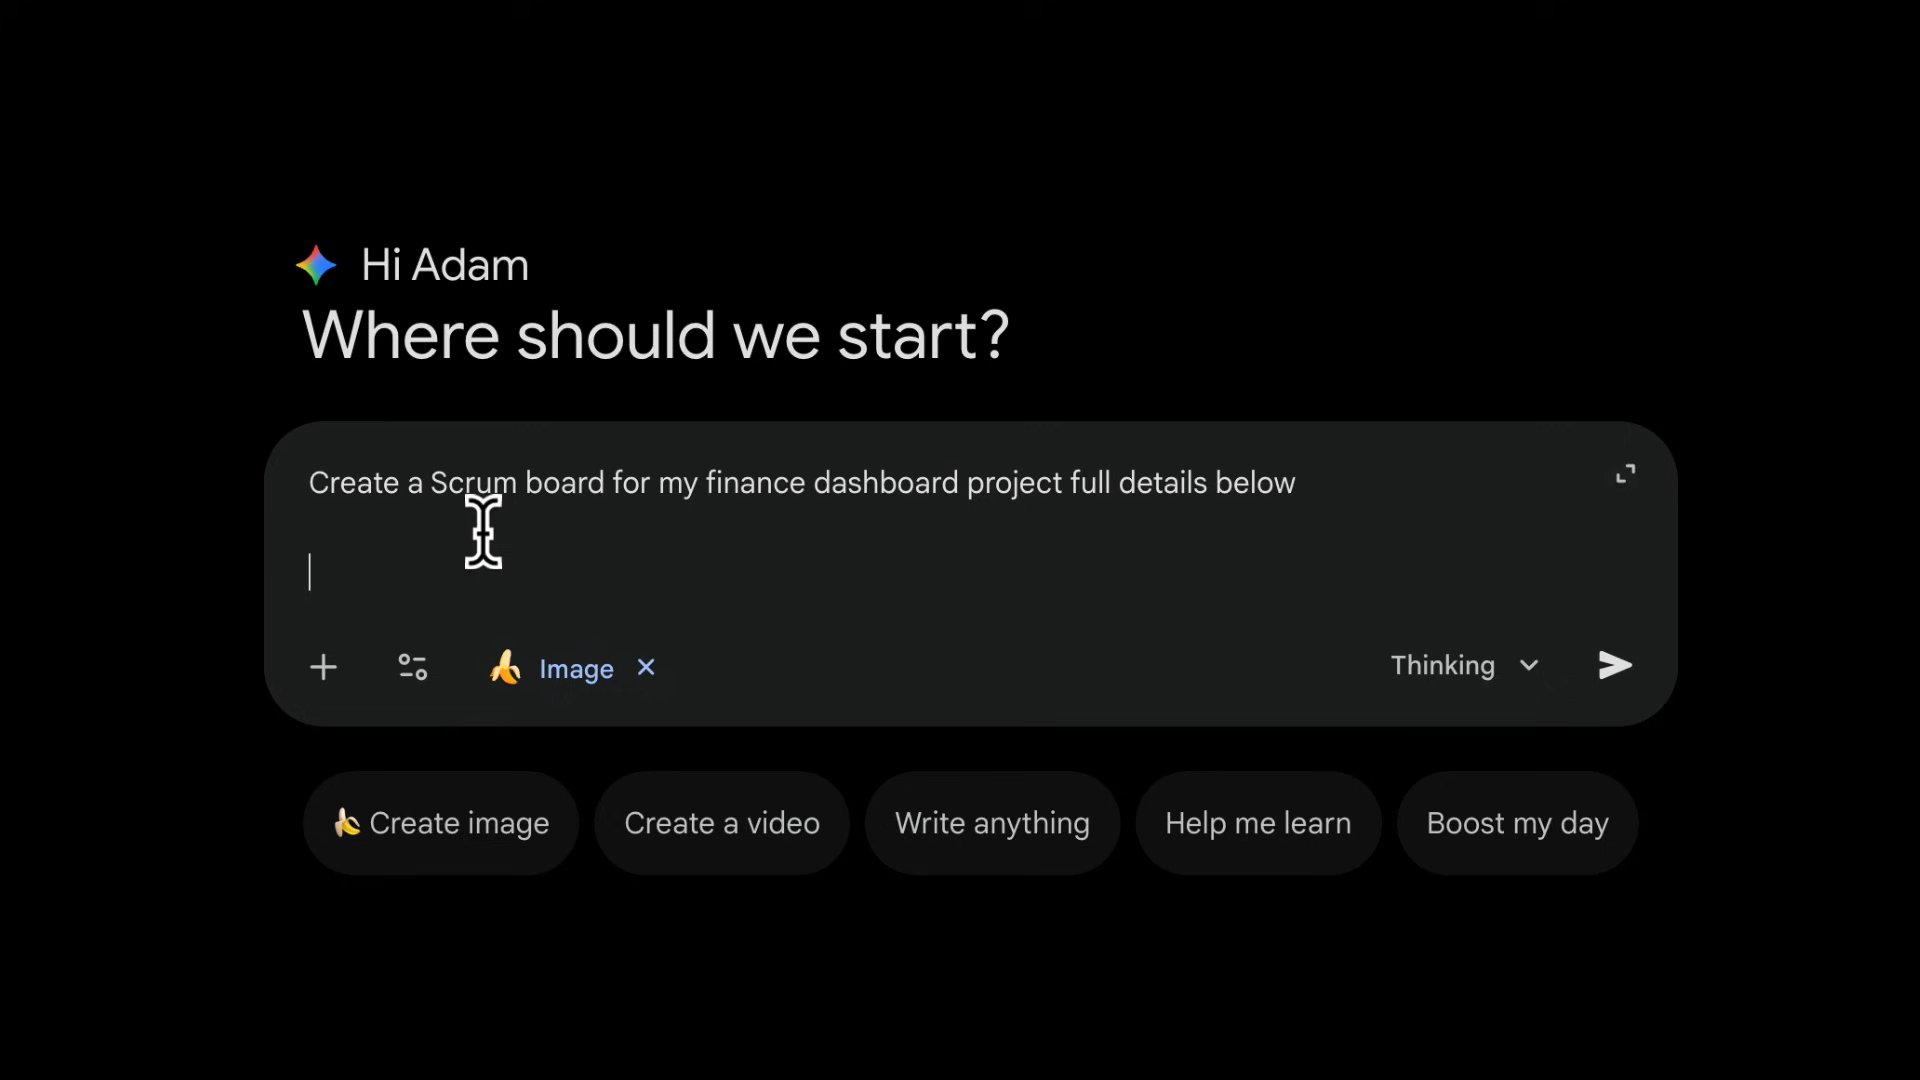 Hi Adam
Where should we start?
Create a Scrum board for my finance dashboard project full details below
Image
Thinking
Create image
Create a video
Write anything
Help me learn
Boost my day